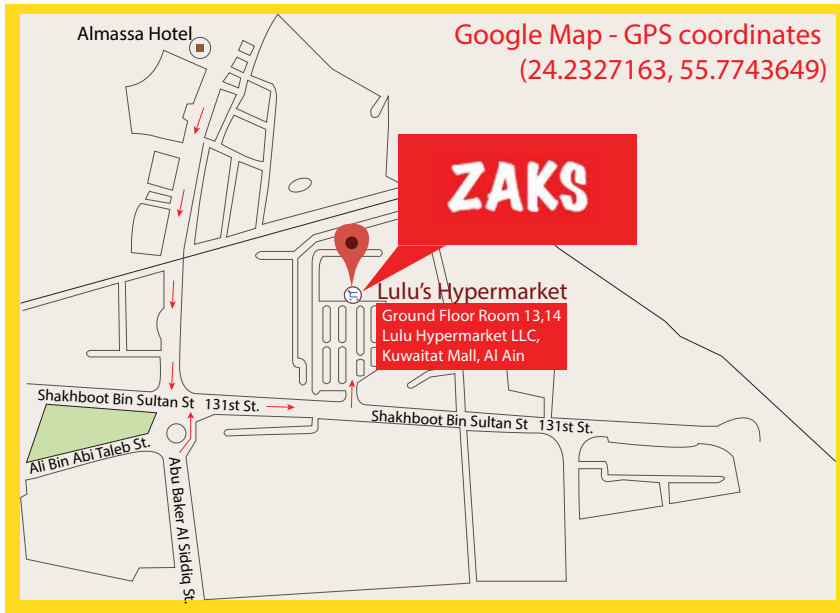 Almassa Hotel
Google Map - GPS coordinates
(24.2327163, 55.7743649)
ZAKS
Lulu's Hypermarket
Ground Floor Room 13,14
Lulu Hypermarket LLC,
Kuwaitat Mall, Al Ain
Shakhboot Bin Sultan St 131st St.
Shakhboot Bin Sultan St 131st St.
Ali Bin Abi Taleb St.
Abu Baker Al Siddiq St.